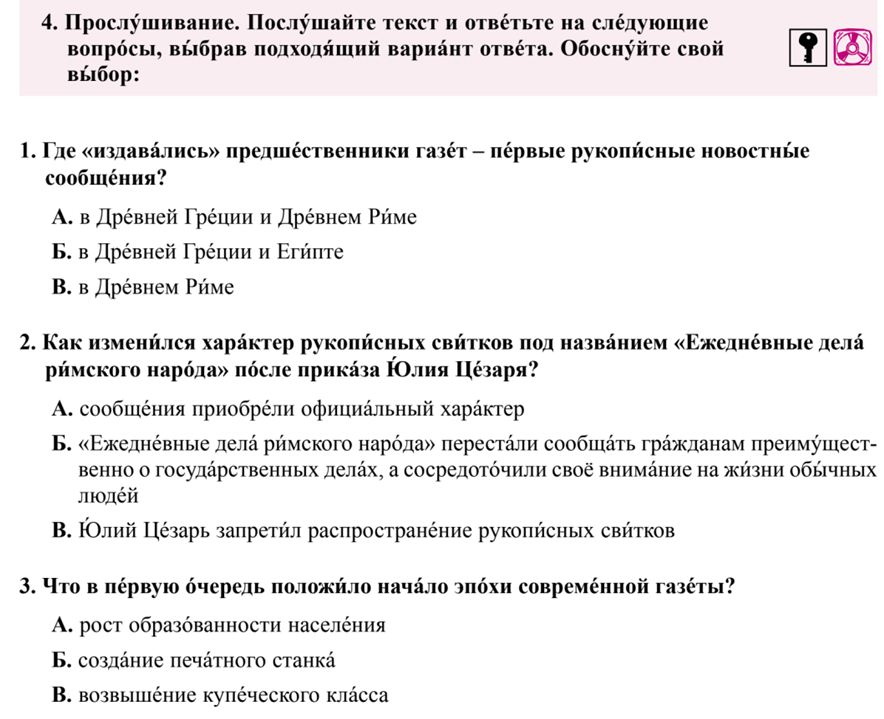 4. Прослу́шивание. Послу́шайте текст и отве́тьте на сле́дующие
вопро́сы, вы́брав подходя́щий вариа́нт отве́та. Обосну́йте свой
вы́бор:
1. Где «издава́лись» предше́ственники газе́т – пе́рвые рукопи́сные новостны́е
сообще́ния?
А. в Дре́вней Гре́ции и Дре́внем Ри́ме
Б. в Дре́вней Гре́ции и Еги́пте
В. в Дре́внем Ри́ме
2. Как измени́лся хара́ктер рукопи́сных сви́тков под назва́нием «Ежедне́вные дела́
ри́мского наро́да» по́сле прика́за Ю́лия Це́заря?
А. сообще́ния приобре́ли официа́льный хара́ктер
Б. «Ежедне́вные дела́ ри́мского наро́да» переста́ли сообща́ть гра́жданам преиму́щест-
венно о госуда́рственных дела́х, а сосредото́чили своё внима́ние на жи́зни обы́чных
люде́й
В. Ю́лий Це́зарь запрети́л распростране́ние рукопи́сных сви́тков
3. Что в пе́рвую о́чередь положи́ло нача́ло эпо́хи совреме́нной газе́ты?
А. рост образо́ванности населе́ния
Б. созда́ние печа́тного станка́
В. возвыше́ние купе́ческого кла́сса